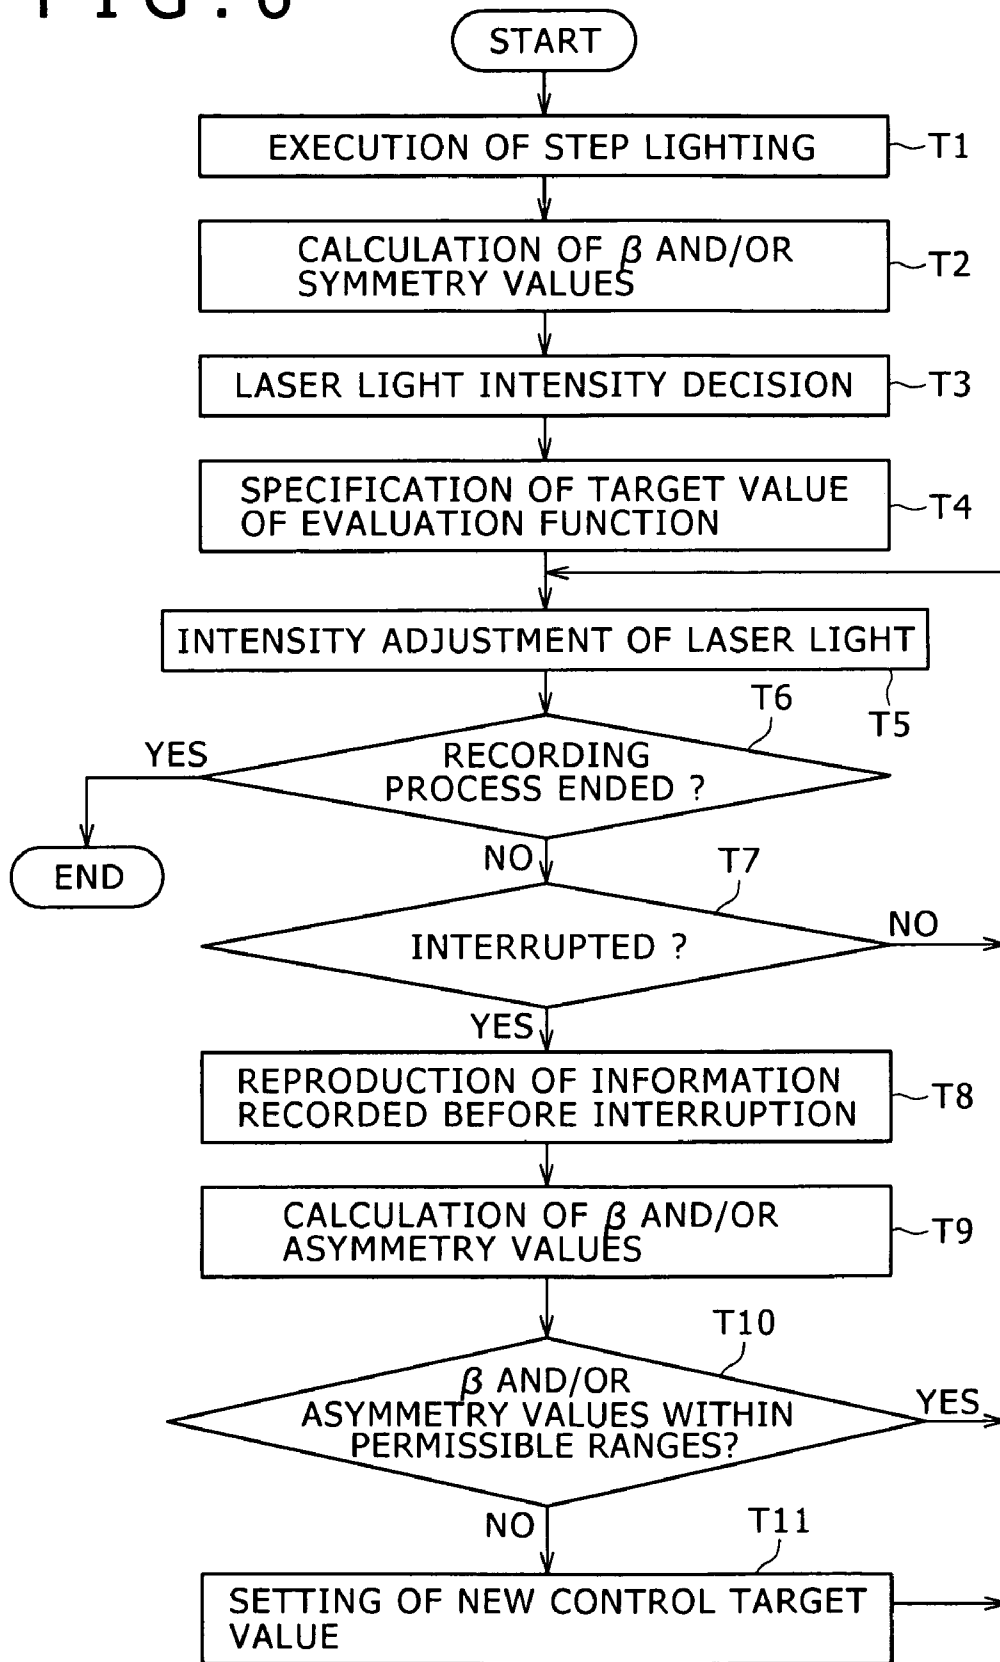 FIG. 6
START
EXECUTION OF STEP LIGHTING
T1
CALCULATION OF β AND/OR
SYMMETRY VALUES
T2
LASER LIGHT INTENSITY DECISION
T3
SPECIFICATION OF TARGET VALUE
OF EVALUATION FUNCTION
T4
INTENSITY ADJUSTMENT OF LASER LIGHT
T5
T6
YES
RECORDING
PROCESS ENDED ?
END
NO
T7
INTERRUPTED ?
NO
YES
REPRODUCTION OF INFORMATION
RECORDED BEFORE INTERRUPTION
T8
CALCULATION OF β AND/OR
ASYMMETRY VALUES
T9
T10
β AND/OR
ASYMMETRY VALUES WITHIN
PERMISSIBLE RANGES?
YES
NO
T11
SETTING OF NEW CONTROL TARGET
VALUE